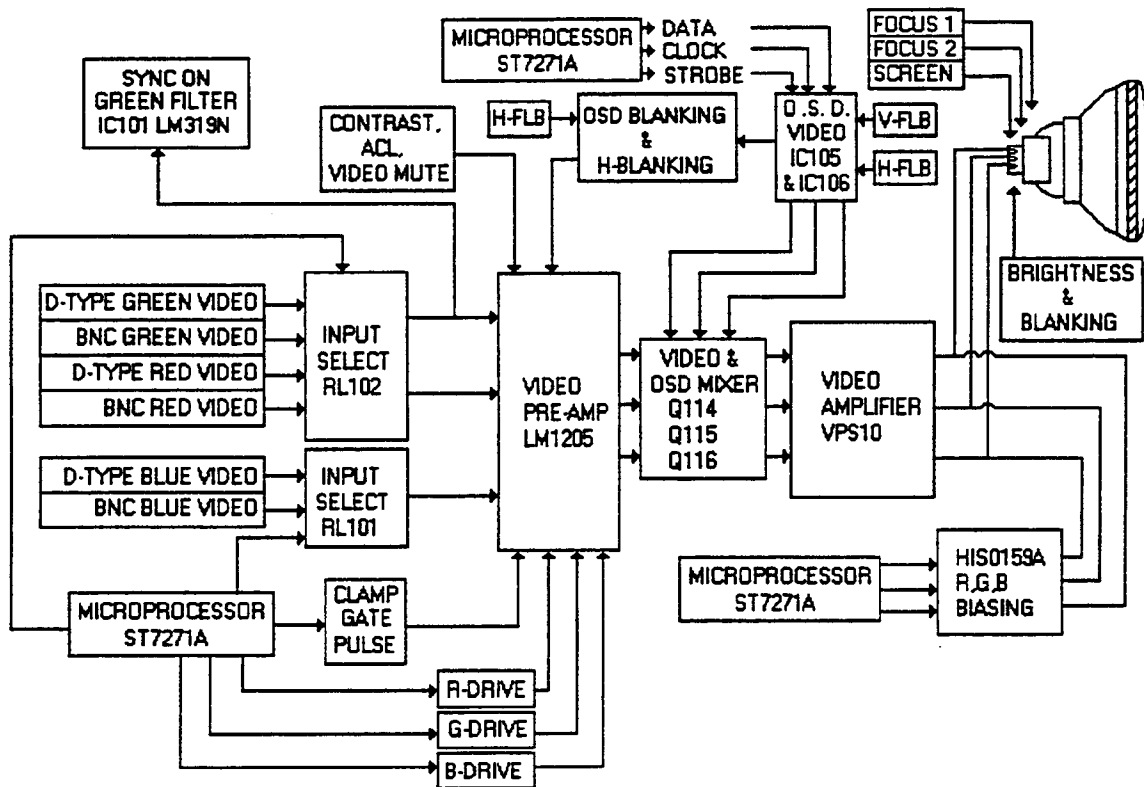 MICROPROCESSOR
ST7271A
DATA
CLOCK
STROBE
FOCUS 1
FOCUS 2
SCREEN
SYNC ON
GREEN FILTER
IC101 LM319N
CONTRAST,
ACL,
VIDEO MUTE
H-FLB
OSD BLANKING
&
H-BLANKING
O.S.D.
VIDEO
IC105
& IC106
V-FLB
H-FLB
BRIGHTNESS
&
BLANKING
D-TYPE GREEN VIDEO
BNC GREEN VIDEO
D-TYPE RED VIDEO
BNC RED VIDEO
INPUT
SELECT
RL102
D-TYPE BLUE VIDEO
BNC BLUE VIDEO
INPUT
SELECT
RL101
VIDEO
PRE-AMP
LM1205
VIDEO &
OSD MIXER
Q114
Q115
Q116
VIDEO
AMPLIFIER
VPS10
MICROPROCESSOR
ST7271A
CLAMP
GATE
PULSE
R-DRIVE
G-DRIVE
B-DRIVE
MICROPROCESSOR
ST7271A
HIS0159A
R,G,B
BIASING